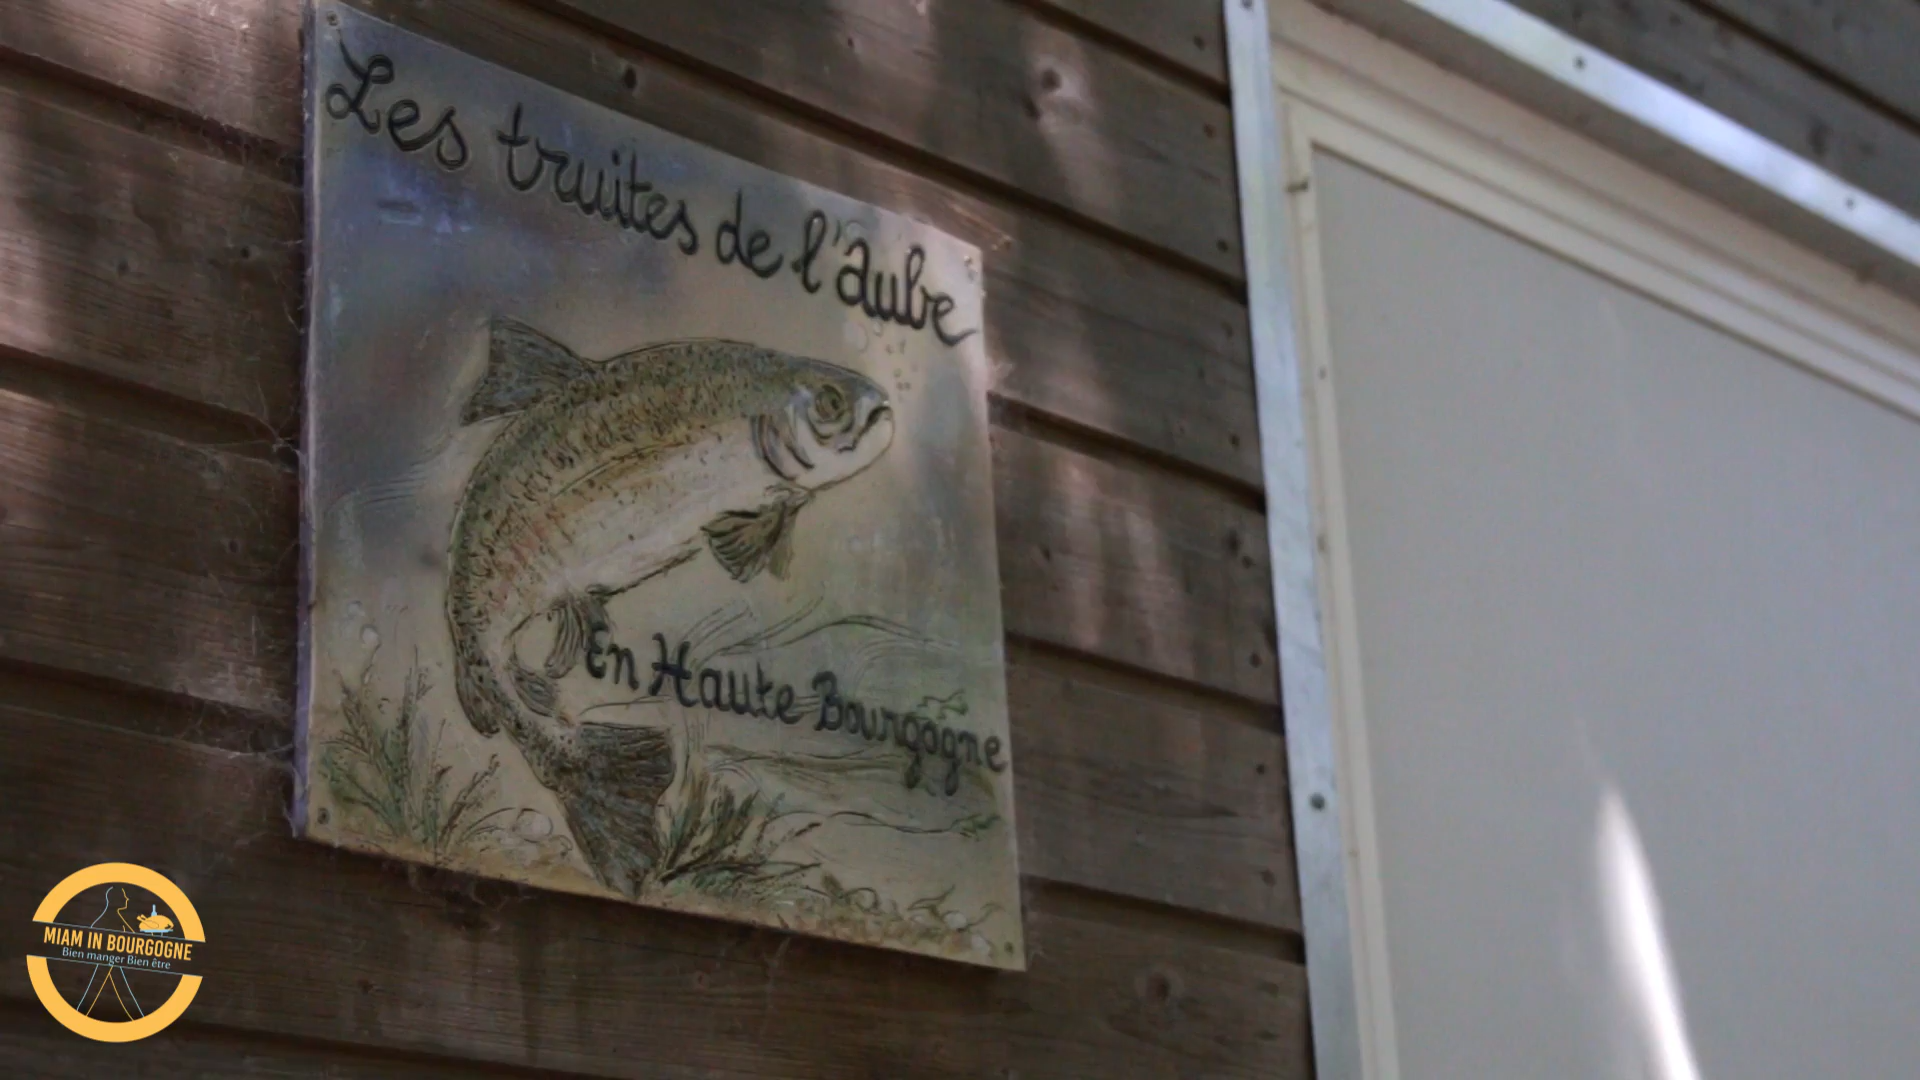 Les truites de l'aube
En Haute Bourgogne
MIAM IN BOURGOGNE
Bien manger Bien être